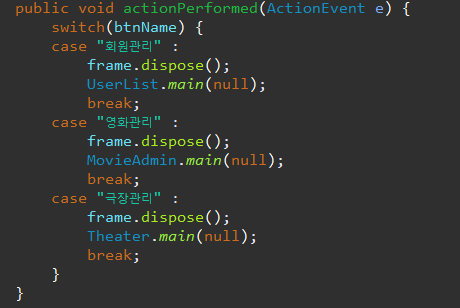 public void actionPerformed(ActionEvent e) {
switch(btnName) {
case "회원관리" :
frame.dispose();
UserList.main(null);
break;
case "영화관리" :
frame.dispose();
MovieAdmin.main(null);
break;
case "극장관리" :
frame.dispose();
Theater.main(null);
break;
}
}